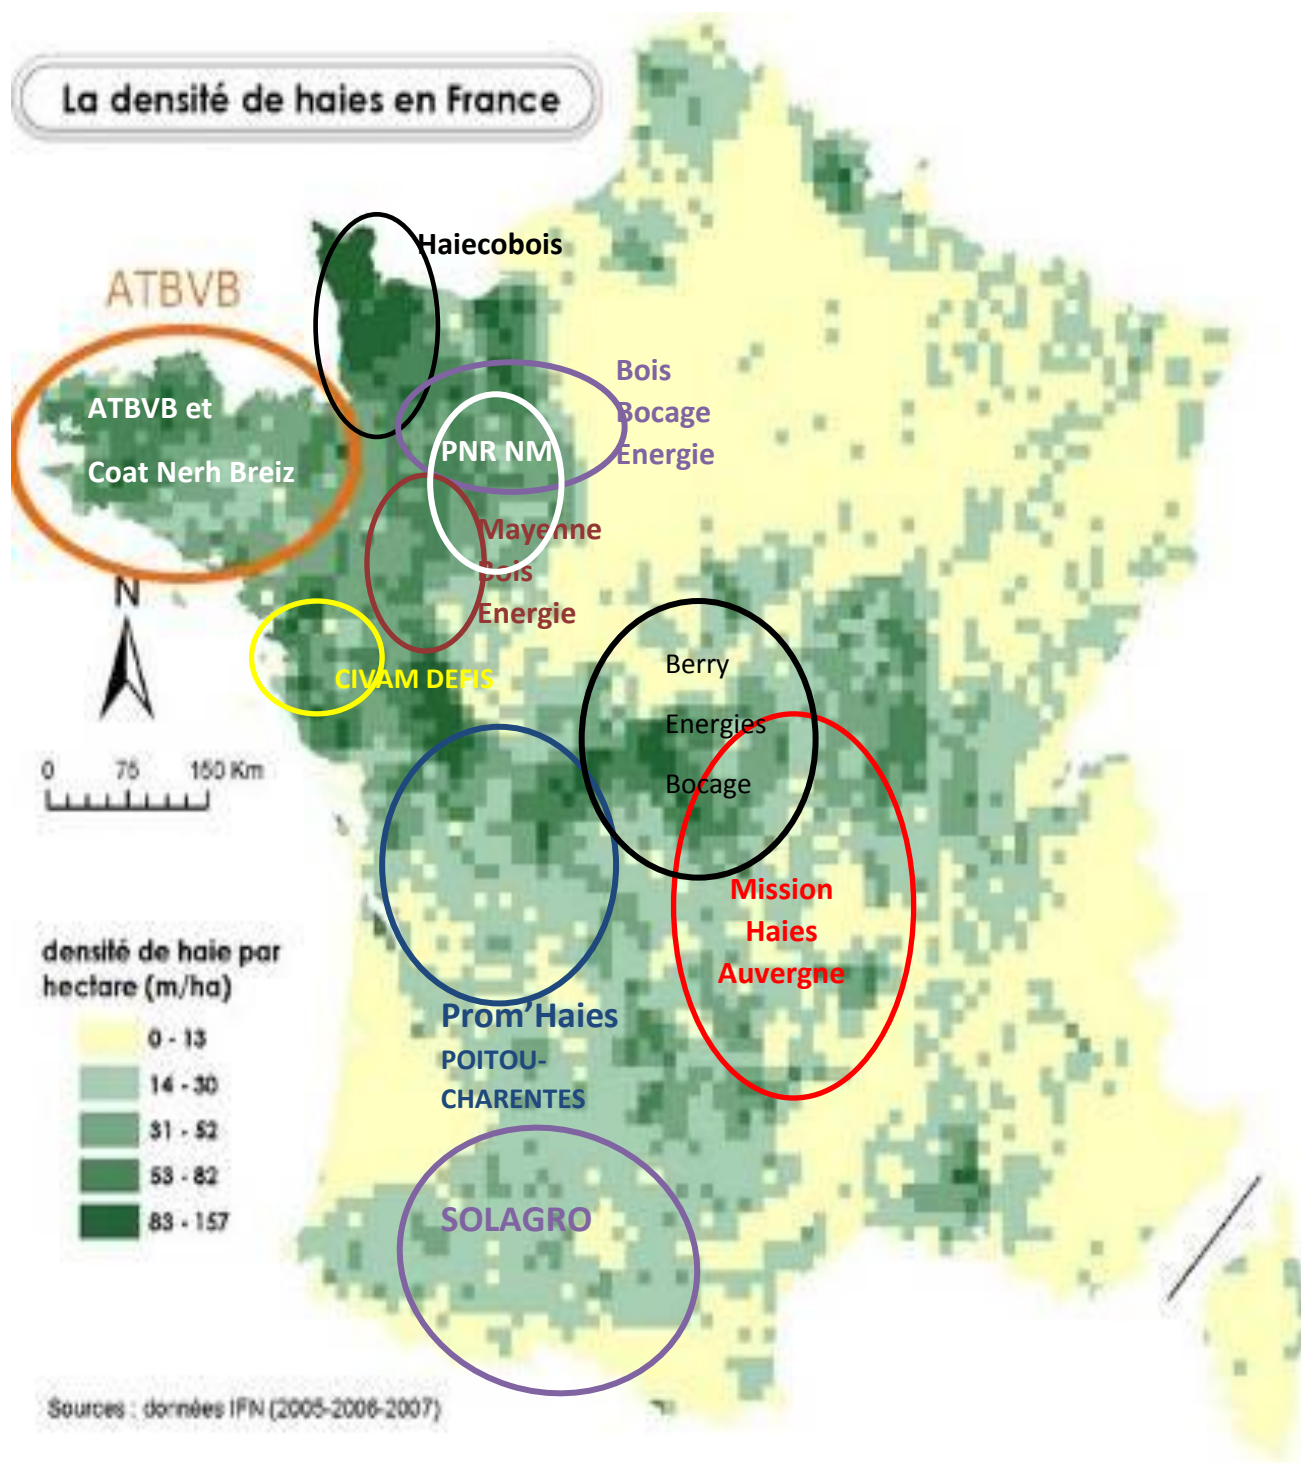 La densité de haies en France
Haiecobois
ATBVB
ATBVB et
Coat Nerh Breiz
Bois
Bocage
Energie
PNR NM
Mayenne
Bois
Energie
N
CIVAM DEFIS
0 75 150 Km
Berry
Energies
Bocage
Mission
Haies
Auvergne
densité de haie par
hectare (m/ha)
0 - 13
14 - 30
31 - 52
53 - 82
83 - 157
Prom’Haies
POITOU-
CHARENTES
SOLAGRO
Sources : données IFN (2005-2006-2007)